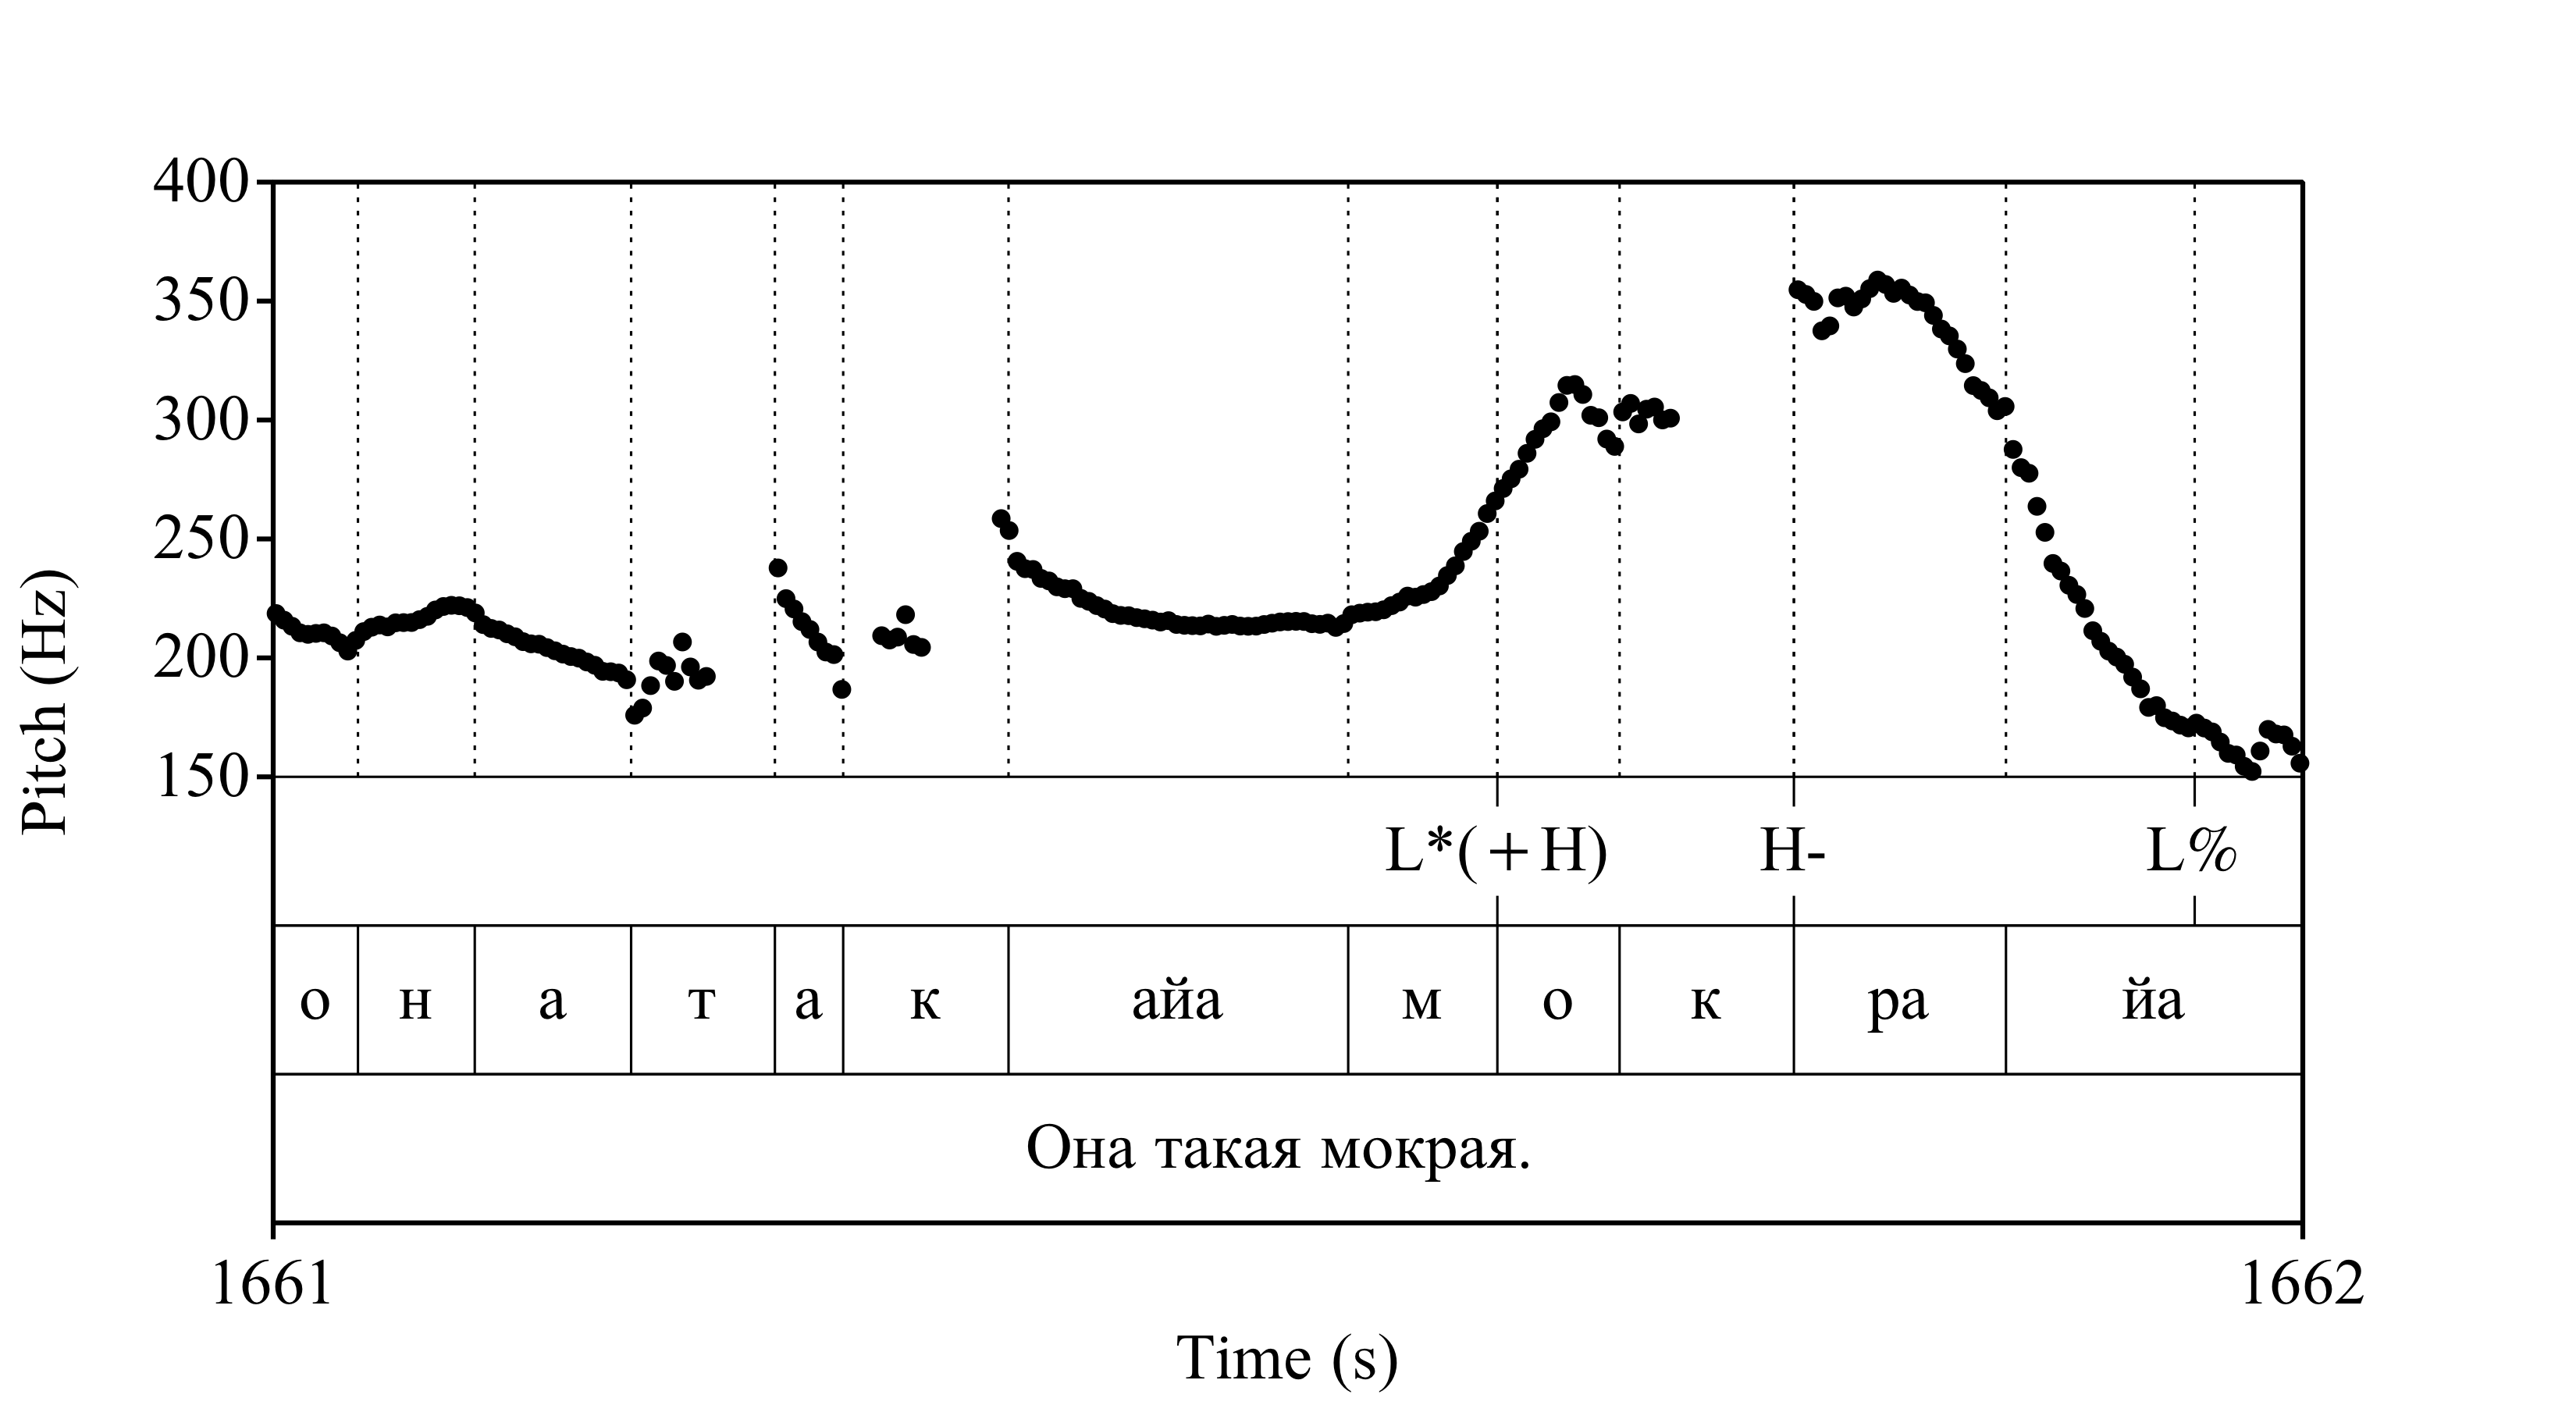 400
350
300
250
200
150
Pitch (Hz)
L*(+H) H- L%
о н а т а к айа м о к ра йа
Она такая мокрая.
1661 1662
Time (s)